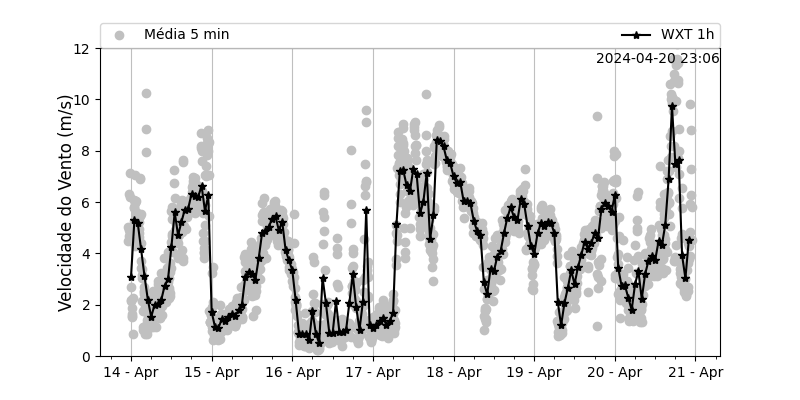 Média 5 min
WXT 1h
2024-04-20 23:06
Velocidade do Vento (m/s)
12
10
8
6
4
2
0
14 - Apr 15 - Apr 16 - Apr 17 - Apr 18 - Apr 19 - Apr 20 - Apr 21 - Apr